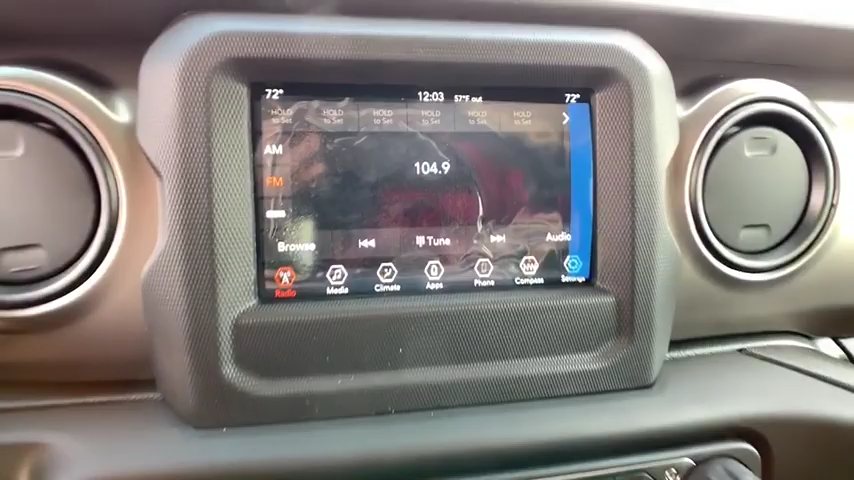 72° 12:03 57°F out 72°
HOLD to Set HOLD to Set HOLD to Set HOLD to Set HOLD to Set HOLD to Set
AM
104.9
FM
Browse Tune Audio
Radio Media Climate Apps Phone NW Compass Settings